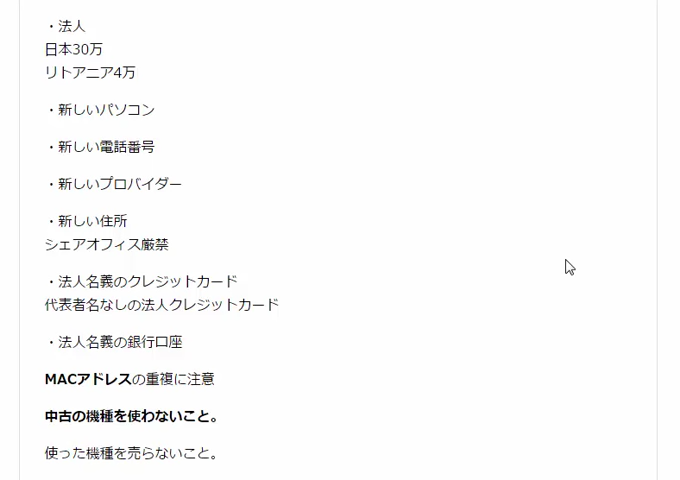 ・法人
日本30万
リトアニア4万
・新しいパソコン
・新しい電話番号
・新しいプロバイダー
・新しい住所
シェアオフィス厳禁
・法人名義のクレジットカード
代表者名なしの法人クレジットカード
・法人名義の銀行口座
MACアドレスの重複に注意
中古の機種を使わないこと。
使った機種を売らないこと。